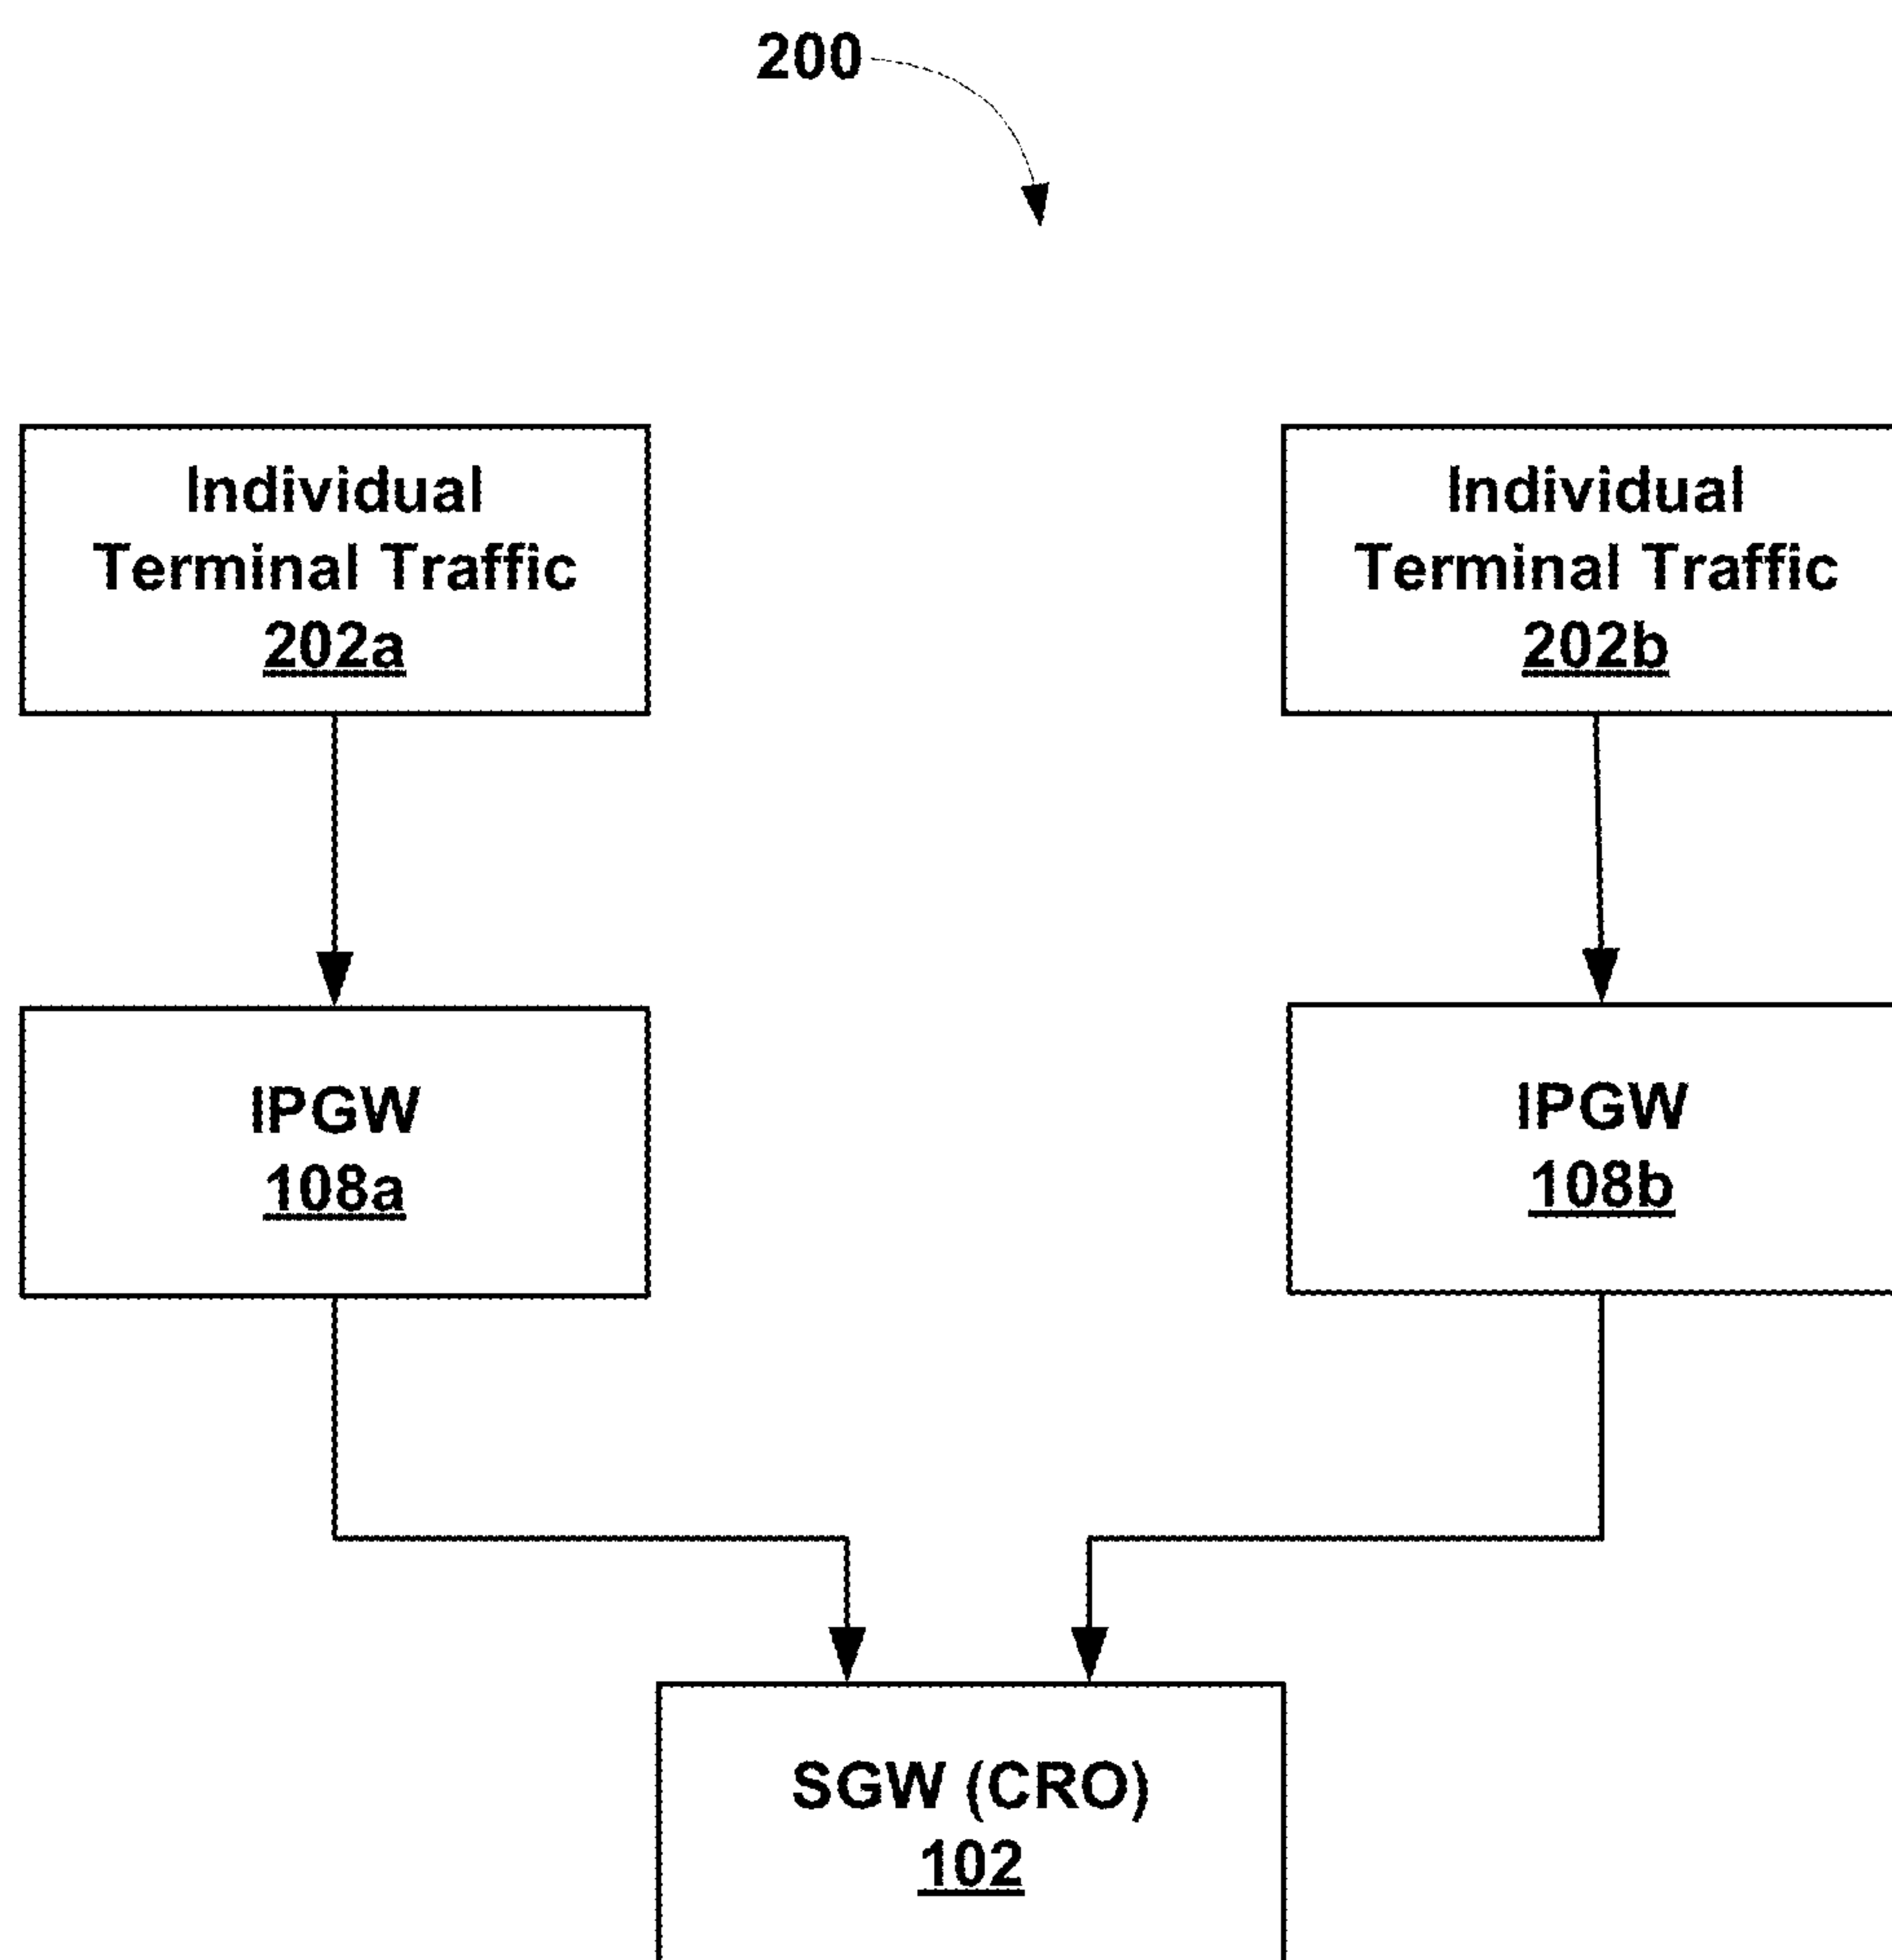 200
Individual
Terminal Traffic
202a
Individual
Terminal Traffic
202b
IPGW
108a
IPGW
108b
SGW (CRO)
102